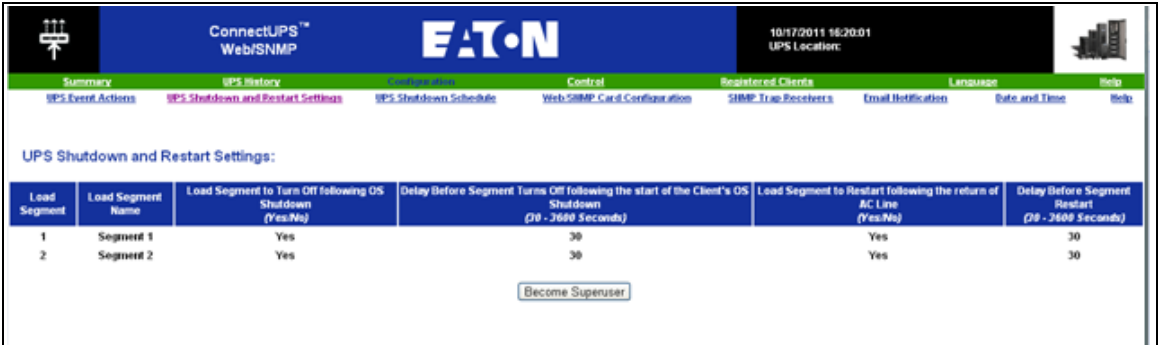 ConnectUPS™
Web/SNMP
EATON
10/17/2011 16:20:01
UPS Location:
Summary UPS History Configuration Control Registered Clients Language Help
UPS Event Actions UPS Shutdown and Restart Settings UPS Shutdown Schedule Web/SNMP Card Configuration SNMP Trap Receivers Email Notification Date and Time Help
UPS Shutdown and Restart Settings:
Load Segment
Load Segment Name
Load Segment to Turn Off following OS Shutdown (Yes/No)
Delay Before Segment Turns Off following the start of the Client's OS Shutdown (30 - 3600 Seconds)
Load Segment to Restart following the return of AC Line (Yes/No)
Delay Before Segment Restart (30 - 3600 Seconds)
1 Segment 1 Yes 30 Yes 30
2 Segment 2 Yes 30 Yes 30
Become Superuser